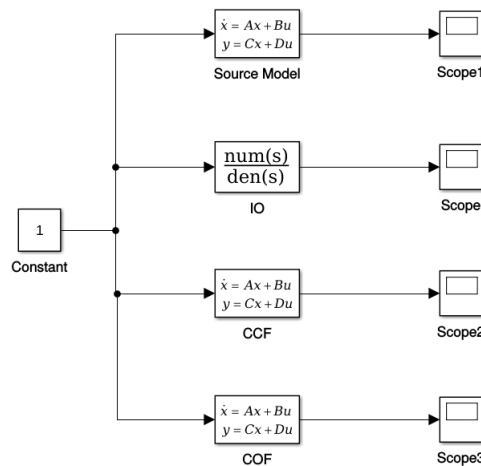 ẋ = Ax + Bu
y = Cx + Du
Source Model
Scope1
num(s)
den(s)
IO
Scope
1
Constant
ẋ = Ax + Bu
y = Cx + Du
CCF
Scope2
ẋ = Ax + Bu
y = Cx + Du
COF
Scope3